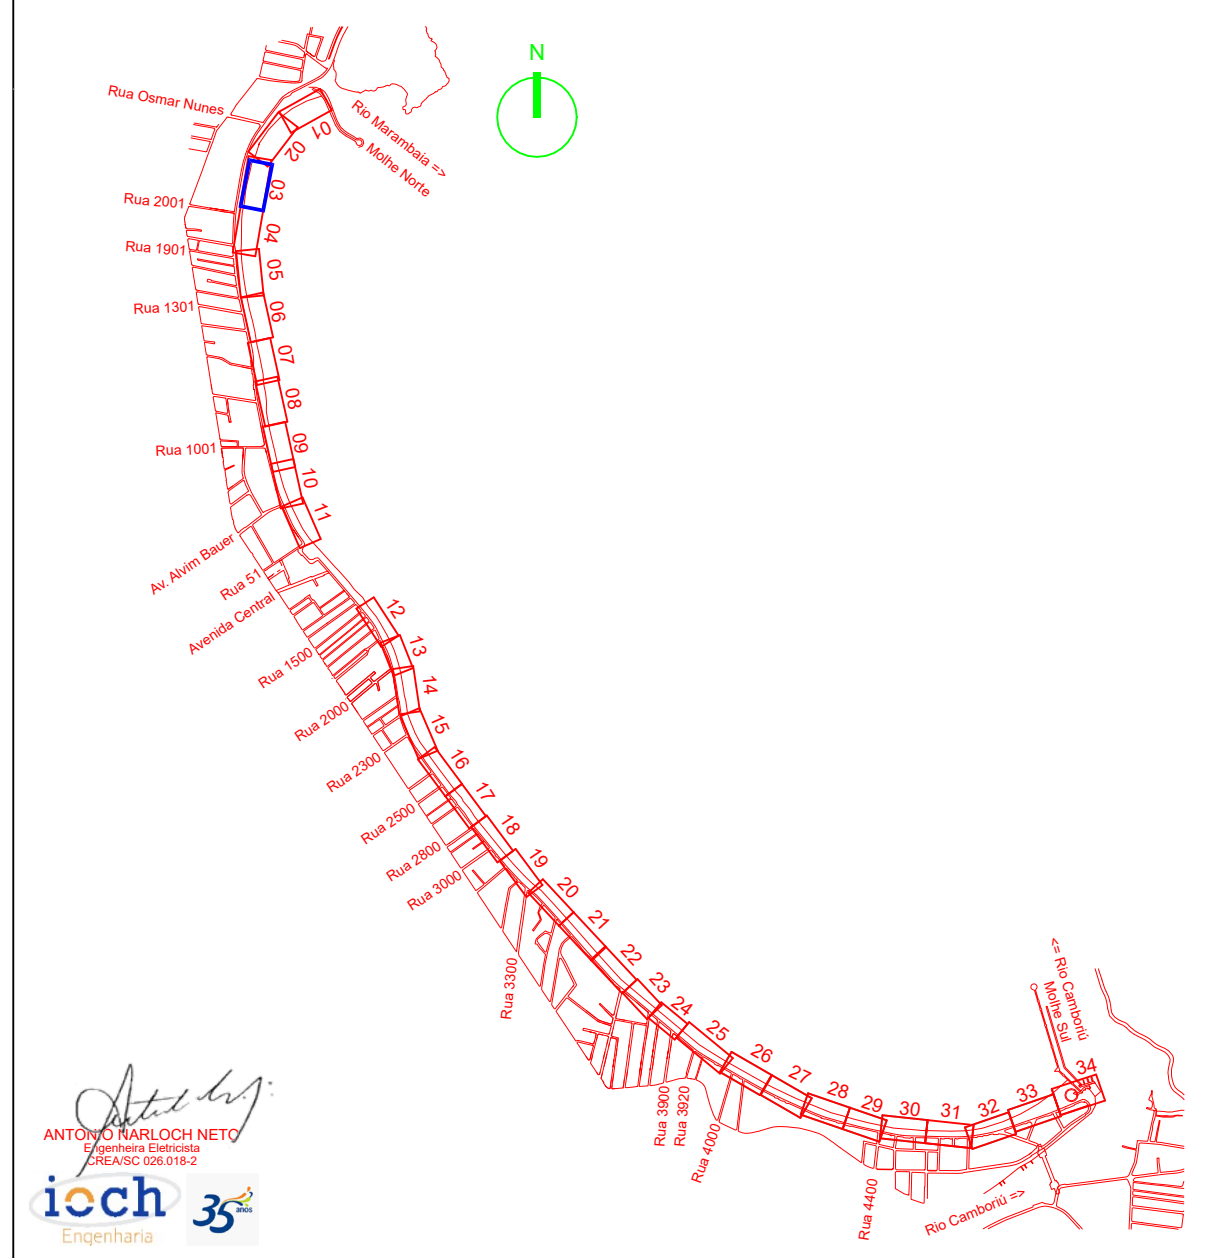 N
Rua Osmar Nunes
Rio Marambaia =>
Molhe Norte
01
02
03
Rua 2001
04
Rua 1901
05
Rua 1301
06
07
08
Rua 1001
09
10
11
Av. Alvim Bauer
Rua 51
Avenida Central
12
Rua 1500
13
14
Rua 2000
15
Rua 2300
16
17
Rua 2500
18
Rua 2800
19
Rua 3000
20
21
22
Rua 3300
23
24
25
26
27
28
29
30
31
32
33
34
<= Rio Camboriú
Molhe Sul
Rua 3900
Rua 3920
Rua 4000
Rua 4400
Rio Camboriú =>
ANTONIO NARLOCH NETO
Engenheira Eletricista
CREA/SC 026.018-2
ioch
Engenharia
35
anos